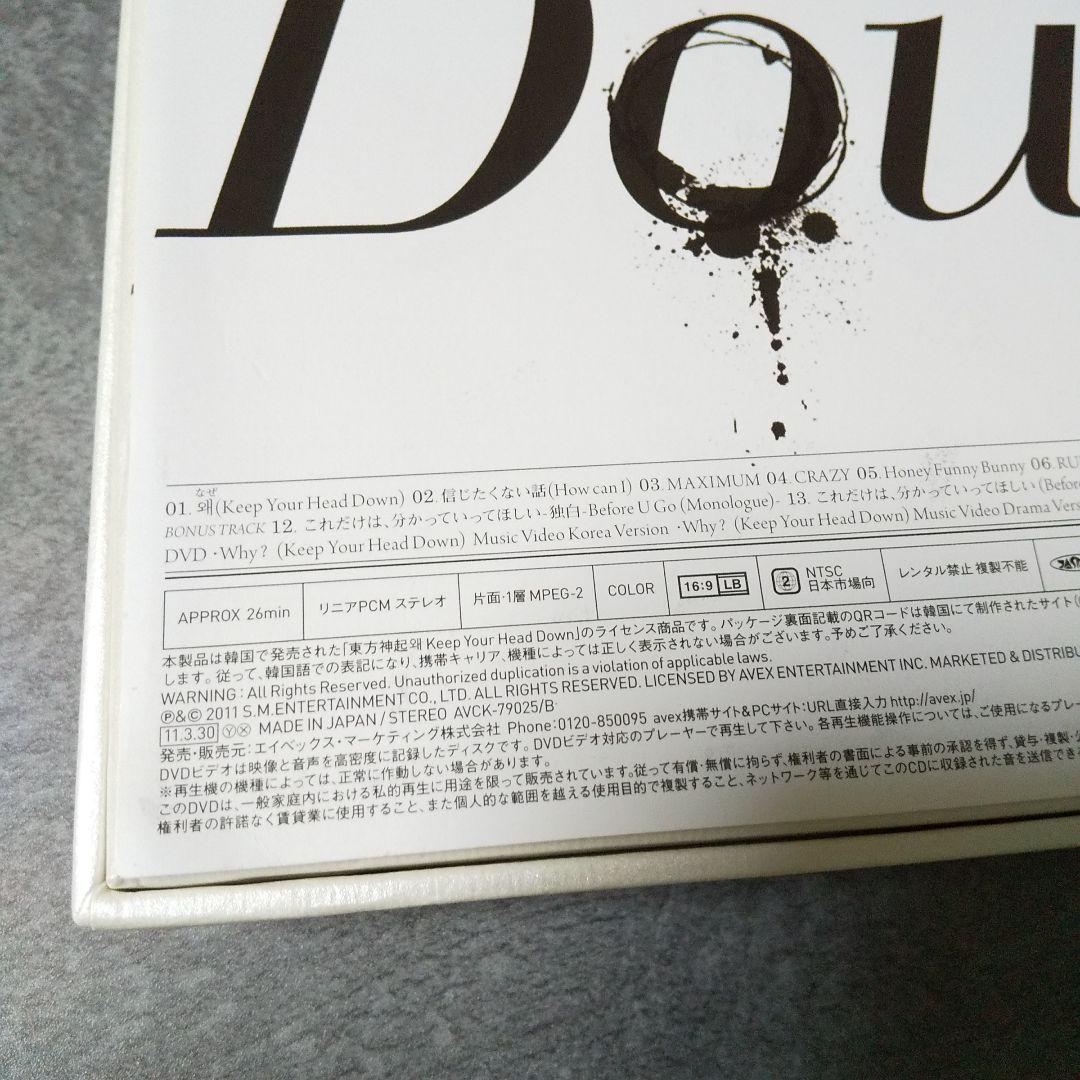 Dou
01. 왜(なぜ)(Keep Your Head Down) 02. 信じたくない話(How can I) 03. MAXIMUM 04. CRAZY 05. Honey Funny Bunny 06.
BONUS TRACK 12. これだけは、分かっていってほしい-独白-Before U Go (Monologue)- 13. これだけは、分かっていってほしい(Before
DVD ・Why? (Keep Your Head Down) Music Video Korea Version ・Why? (Keep Your Head Down) Music Video Drama
APPROX 26min リニアPCM ステレオ 片面・1層 MPEG-2 COLOR 16:9 LB 2 NTSC 日本市場向 レンタル禁止 複製不能
本製品は韓国で発売された「東方神起왜 Keep Your Head Down」のライセンス商品です。パッケージ裏面記載のQRコードは韓国にて制作されたサイト
します。従って、韓国語での表記になり、携帯キャリア、機種によっては正しく表示されない場合がございます。予めご了承ください。
WARNING : All Rights Reserved. Unauthorized duplication is a violation of applicable laws.
Ⓟ&© 2011 S.M.ENTERTAINMENT CO., LTD. ALL RIGHTS RESERVED. LICENSED BY AVEX ENTERTAINMENT INC. MARKETED &
11.3.30 Ⓨⓧ MADE IN JAPAN / STEREO AVCK-79025/B
発売・販売元：エイベックス・マーケティング株式会社 Phone:0120-850095 avex携帯サイト&PCサイト:URL直接入力 http://avex.jp/
DVDビデオは映像と音声を高密度に記録したディスクです。DVDビデオ対応のプレーヤーで再生して下さい。各再生機能操作については、ご使用になるプレー
※再生機の機種によっては、正常に作動しない場合があります。
このDVDは、一般家庭内における私的再生に用途を限って販売されています。従って有償・無償に拘らず、権利者の書面による事前の承認を得ず、貸与・複製・
権利者の許諾なく賃貸業に使用すること、また個人的な範囲を越える使用目的で複製すること、ネットワーク等を通じてこのCDに収録された音を送信でき